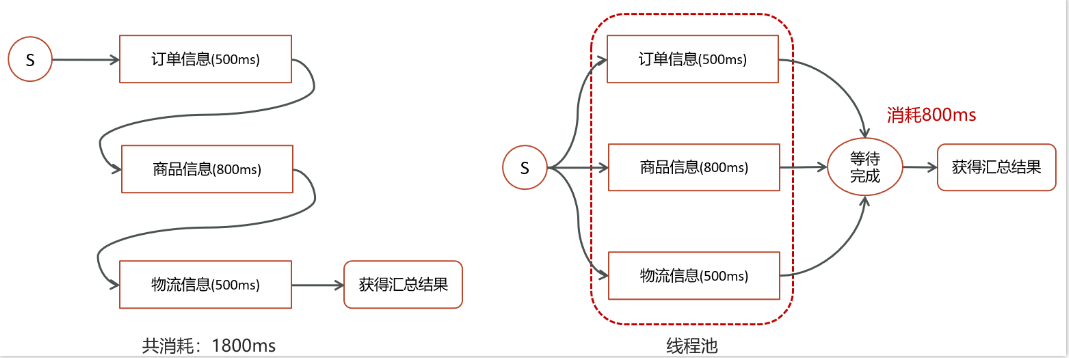 S
订单信息(500ms)
商品信息(800ms)
物流信息(500ms)
获得汇总结果
共消耗：1800ms
S
订单信息(500ms)
商品信息(800ms)
物流信息(500ms)
消耗800ms
等待
完成
获得汇总结果
线程池